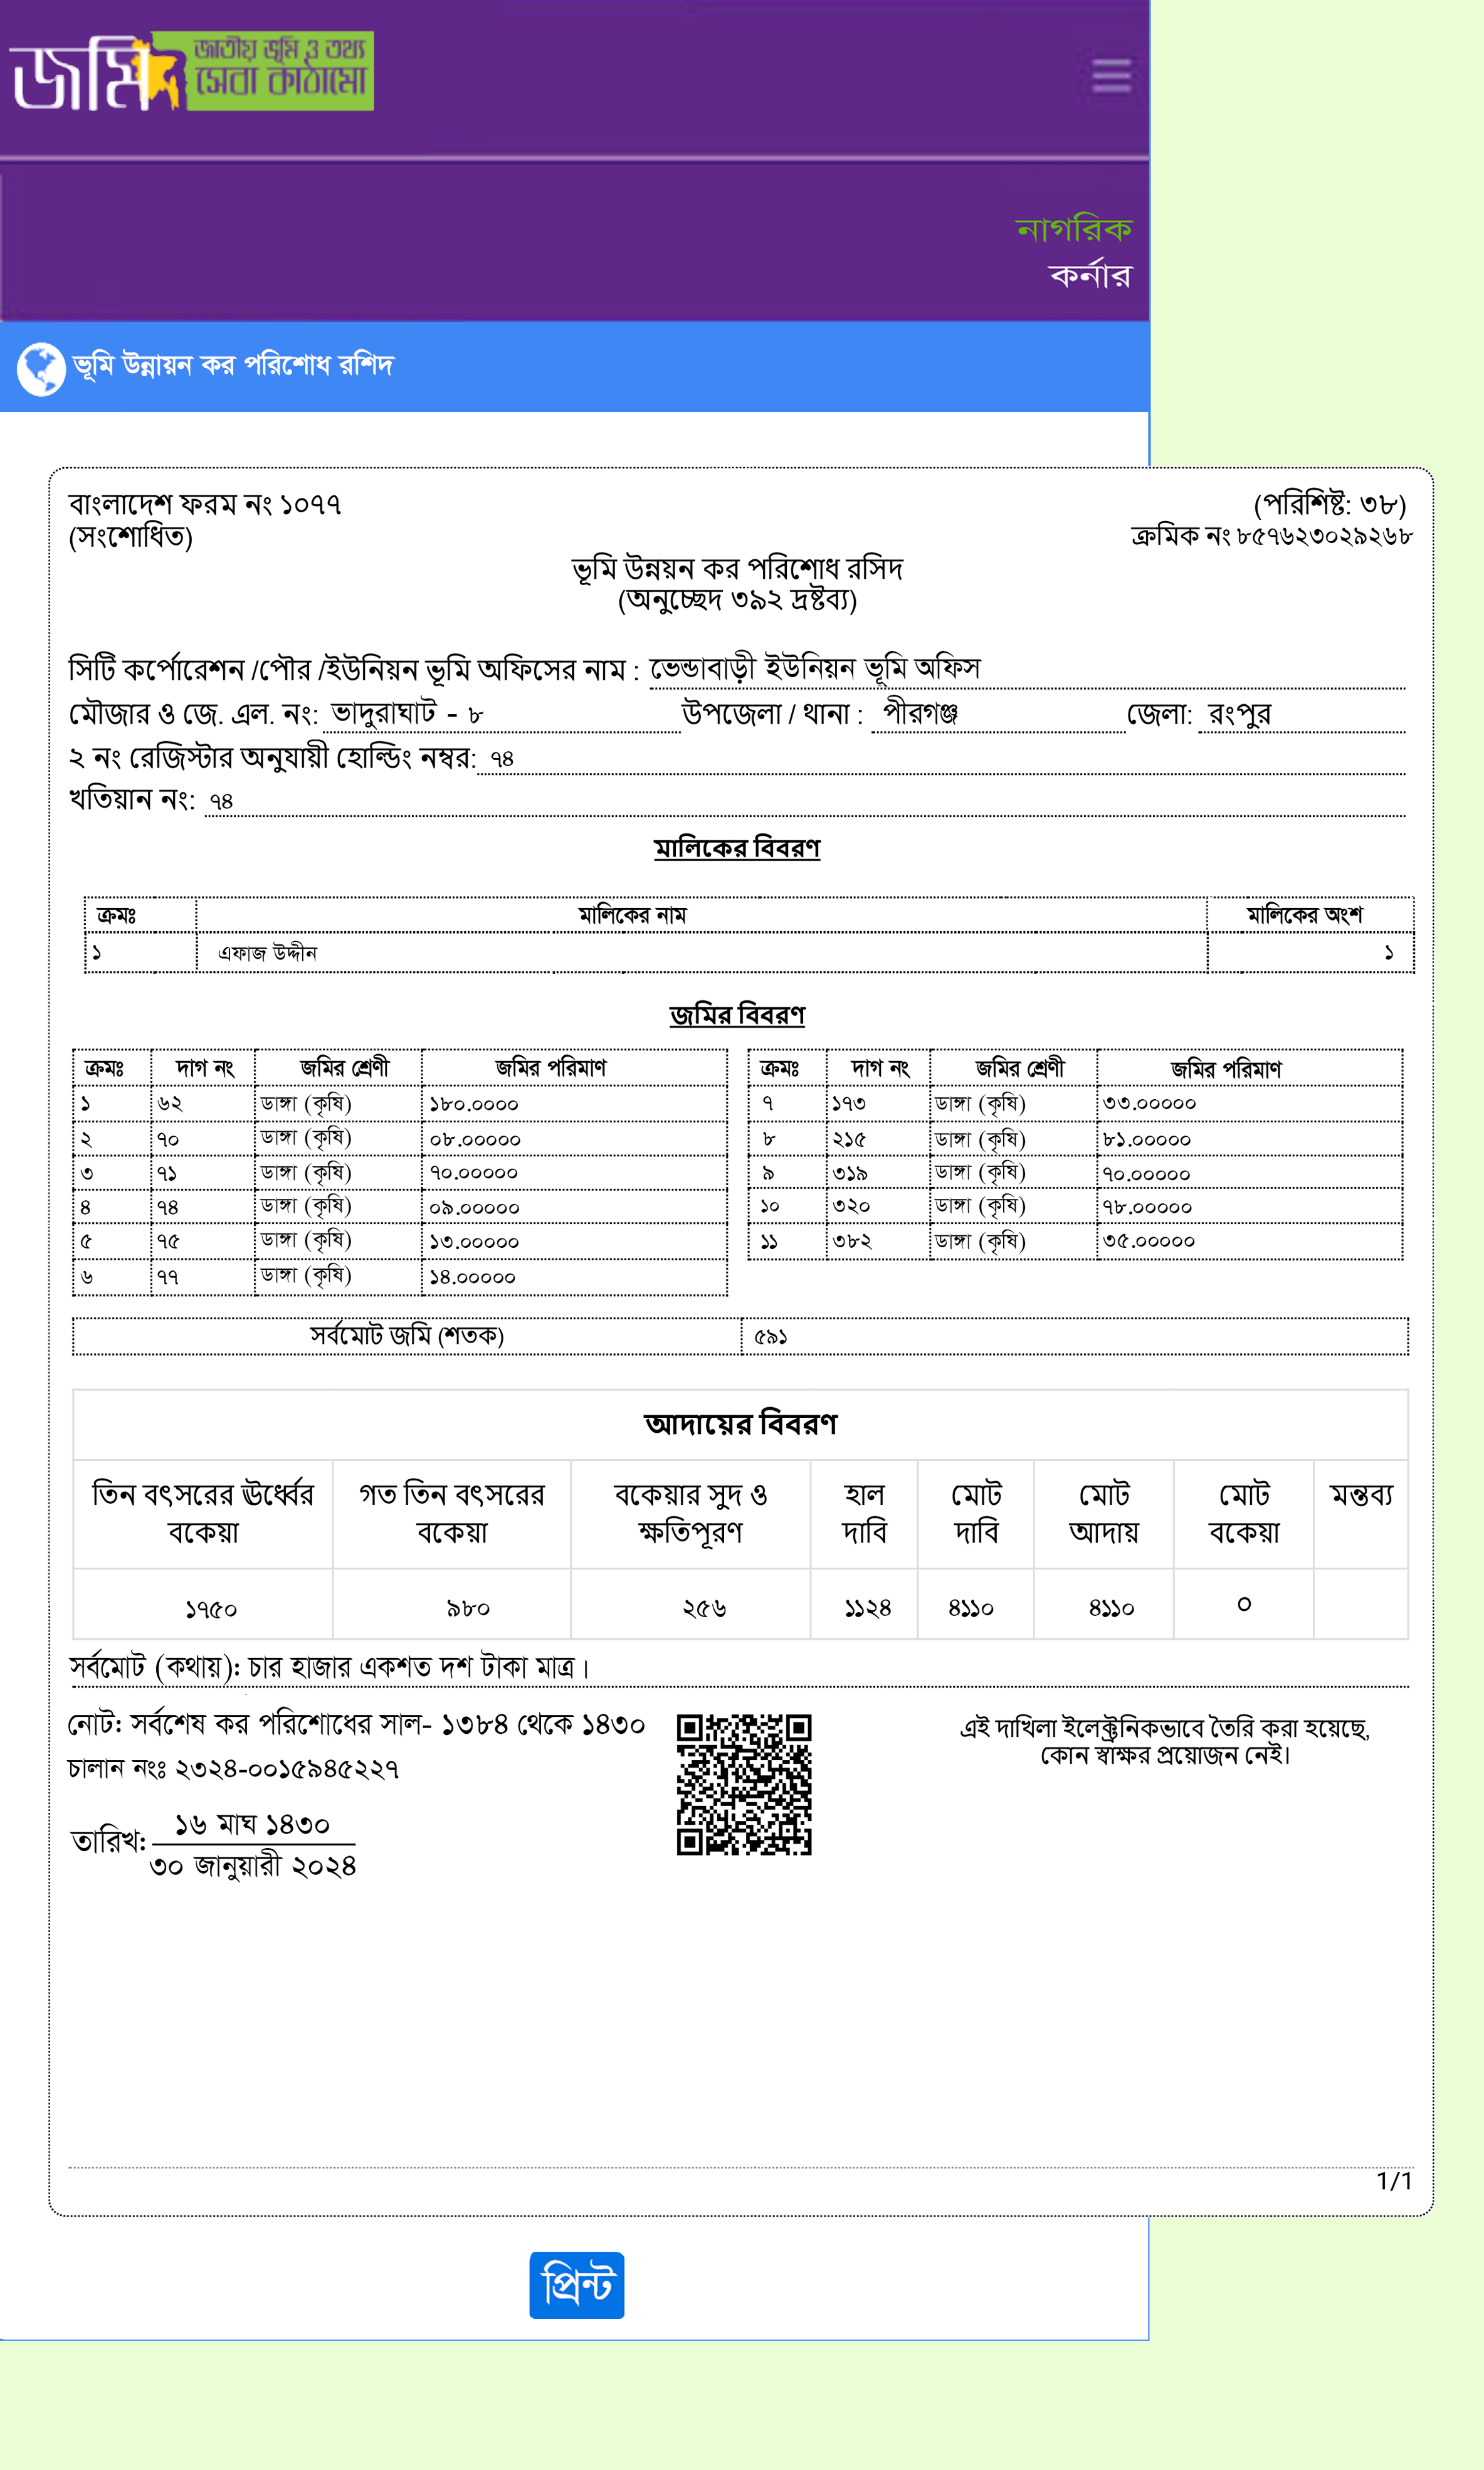 জমি জাতীয় ভূমি ও তথ্য
সেবা কাঠামো
নাগরিক
কর্নার
ভূমি উন্নায়ন কর পরিশোধ রশিদ
বাংলাদেশ ফরম নং ১০৭৭ (পরিশিষ্ট: ৩৮)
(সংশোধিত) ক্রমিক নং ৮৫৭৬২৩০২৯২৬৮
ভূমি উন্নয়ন কর পরিশোধ রসিদ
(অনুচ্ছেদ ৩৯২ দ্রষ্টব্য)
সিটি কর্পোরেশন /পৌর /ইউনিয়ন ভূমি অফিসের নাম : ভেন্ডাবাড়ী ইউনিয়ন ভূমি অফিস
মৌজার ও জে. এল. নং: ভাদুরাঘাট - ৮ উপজেলা / থানা : পীরগঞ্জ জেলা: রংপুর
২ নং রেজিস্টার অনুযায়ী হোল্ডিং নম্বর: ৭৪
খতিয়ান নং: ৭৪
মালিকের বিবরণ
ক্রমঃ মালিকের নাম মালিকের অংশ
১ এফাজ উদ্দীন ১
জমির বিবরণ
ক্রমঃ দাগ নং জমির শ্রেণী জমির পরিমাণ ক্রমঃ দাগ নং জমির শ্রেণী জমির পরিমাণ
১ ৬২ ডাঙ্গা (কৃষি) ১৮০.০০০০ ৭ ১৭৩ ডাঙ্গা (কৃষি) ৩৩.০০০০০
২ ৭০ ডাঙ্গা (কৃষি) ০৮.০০০০০ ৮ ২১৫ ডাঙ্গা (কৃষি) ৮১.০০০০০
৩ ৭১ ডাঙ্গা (কৃষি) ৭০.০০০০০ ৯ ৩১৯ ডাঙ্গা (কৃষি) ৭০.০০০০০
৪ ৭৪ ডাঙ্গা (কৃষি) ০৯.০০০০০ ১০ ৩২০ ডাঙ্গা (কৃষি) ৭৮.০০০০০
৫ ৭৫ ডাঙ্গা (কৃষি) ১৩.০০০০০ ১১ ৩৮২ ডাঙ্গা (কৃষি) ৩৫.০০০০০
৬ ৭৭ ডাঙ্গা (কৃষি) ১৪.০০০০০
সর্বমোট জমি (শতক) ৫৯১
আদায়ের বিবরণ
তিন বৎসরের ঊর্ধ্বের গত তিন বৎসরের বকেয়ার সুদ ও হাল মোট মোট মোট মন্তব্য
বকেয়া বকেয়া ক্ষতিপূরণ দাবি দাবি আদায় বকেয়া
১৭৫০ ৯৮০ ২৫৬ ১১২৪ ৪১১০ ৪১১০ ০
সর্বমোট (কথায়): চার হাজার একশত দশ টাকা মাত্র।
নোট: সর্বশেষ কর পরিশোধের সাল- ১৩৮৪ থেকে ১৪৩০
চালান নংঃ ২৩২৪-০০১৫৯৪৫২২৭
এই দাখিলা ইলেক্ট্রনিকভাবে তৈরি করা হয়েছে,
কোন স্বাক্ষর প্রয়োজন নেই।
তারিখ: ১৬ মাঘ ১৪৩০
৩০ জানুয়ারী ২০২৪
1/1
প্রিন্ট